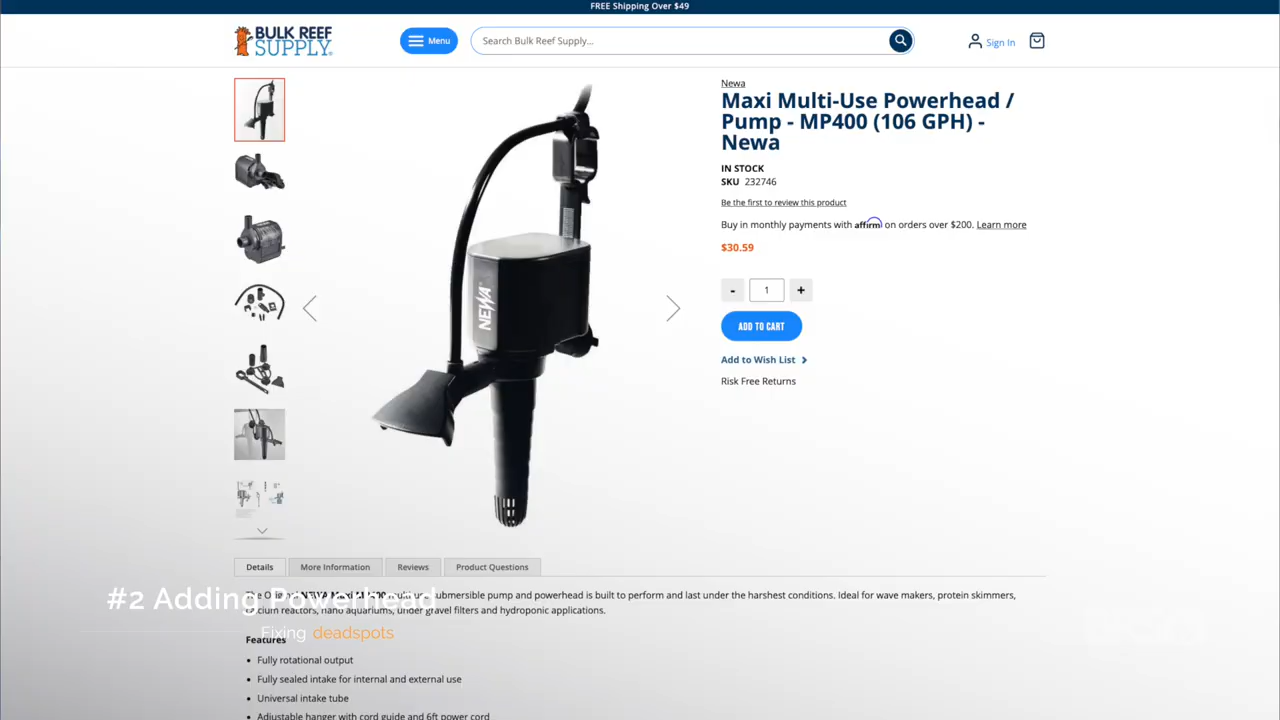 FREE Shipping Over $49
BULK REEF
SUPPLY
Menu
Search Bulk Reef Supply...
Sign In
Newa
Maxi Multi-Use Powerhead /
Pump - MP400 (106 GPH) -
Newa
IN STOCK
SKU 232746
Be the first to review this product
Buy in monthly payments with affirm on orders over $200. Learn more
$30.59
- 1 +
ADD TO CART
Add to Wish List
Risk Free Returns
NEWA
Details More Information Reviews Product Questions
#2 Adding Powerhead
submersible pump and powerhead is built to perform and last under the harshest conditions. Ideal for wave makers, protein skimmers,
reactors, nano aquariums, under gravel filters and hydroponic applications.
Fixing deadspots
Features
Fully rotational output
Fully sealed intake for internal and external use
Universal intake tube
Adjustable hanger with cord guide and 6ft power cord